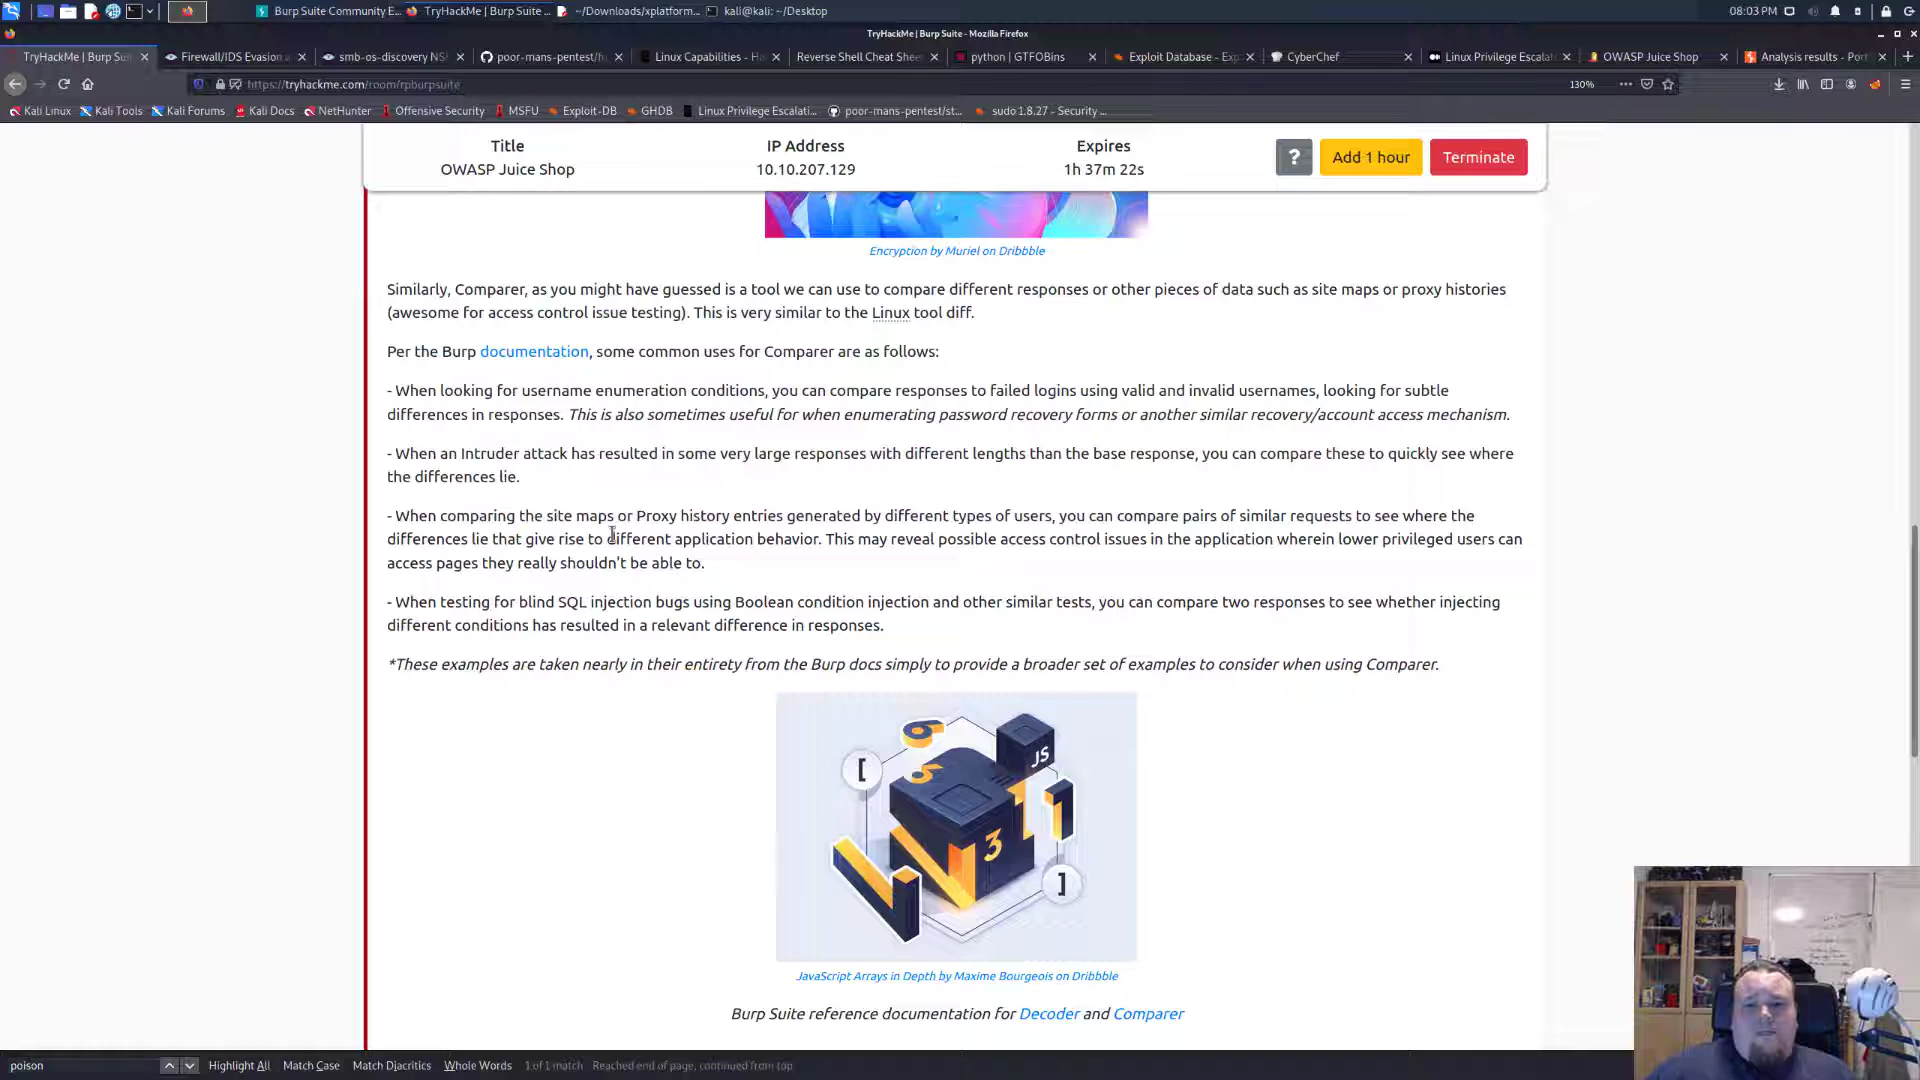 Burp Suite Community E...
TryHackMe | Burp Suite ...
~/Downloads/xplatform...
kali@kali: ~/Desktop
08:03 PM
TryHackMe | Burp Suite - Mozilla Firefox
TryHackMe | Burp Sui
Firewall/IDS Evasion a
smb-os-discovery NS
poor-mans-pentest/
Linux Capabilities - Ha
Reverse Shell Cheat Shee
python | GTFOBins
Exploit Database - Exp
CyberChef
Linux Privilege Escalat
OWASP Juice Shop
Analysis results - Port
https://tryhackme.com/room/rpburpsuite
130%
Kali Linux
Kali Tools
Kali Forums
Kali Docs
NetHunter
Offensive Security
MSFU
Exploit-DB
GHDB
Linux Privilege Escalati...
poor-mans-pentest/st...
sudo 1.8.27 - Security ...
Title
IP Address
Expires
OWASP Juice Shop
10.10.207.129
1h 37m 22s
?
Add 1 hour
Terminate
Encryption by Muriel on Dribbble
Similarly, Comparer, as you might have guessed is a tool we can use to compare different responses or other pieces of data such as site maps or proxy histories
(awesome for access control issue testing). This is very similar to the Linux tool diff.
Per the Burp documentation, some common uses for Comparer are as follows:
- When looking for username enumeration conditions, you can compare responses to failed logins using valid and invalid usernames, looking for subtle
differences in responses. This is also sometimes useful for when enumerating password recovery forms or another similar recovery/account access mechanism.
- When an Intruder attack has resulted in some very large responses with different lengths than the base response, you can compare these to quickly see where
the differences lie.
- When comparing the site maps or Proxy history entries generated by different types of users, you can compare pairs of similar requests to see where the
differences lie that give rise to different application behavior. This may reveal possible access control issues in the application wherein lower privileged users can
access pages they really shouldn't be able to.
- When testing for blind SQL injection bugs using Boolean condition injection and other similar tests, you can compare two responses to see whether injecting
different conditions has resulted in a relevant difference in responses.
*These examples are taken nearly in their entirety from the Burp docs simply to provide a broader set of examples to consider when using Comparer.
6
JS
[
5
1
3
]
JavaScript Arrays in Depth by Maxime Bourgeois on Dribbble
Burp Suite reference documentation for Decoder and Comparer
poison
Highlight All
Match Case
Match Diacritics
Whole Words
1 of 1 match
Reached end of page, continued from top